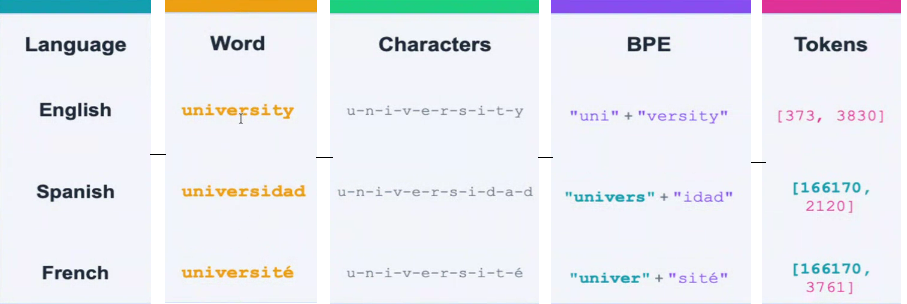 Language Word Characters BPE Tokens
English university u-n-i-v-e-r-s-i-t-y "uni" + "versity" [373, 3830]
Spanish universidad u-n-i-v-e-r-s-i-d-a-d "univers" + "idad" [166170,
2120]
French université u-n-i-v-e-r-s-i-t-é "univer" + "sité" [166170,
3761]